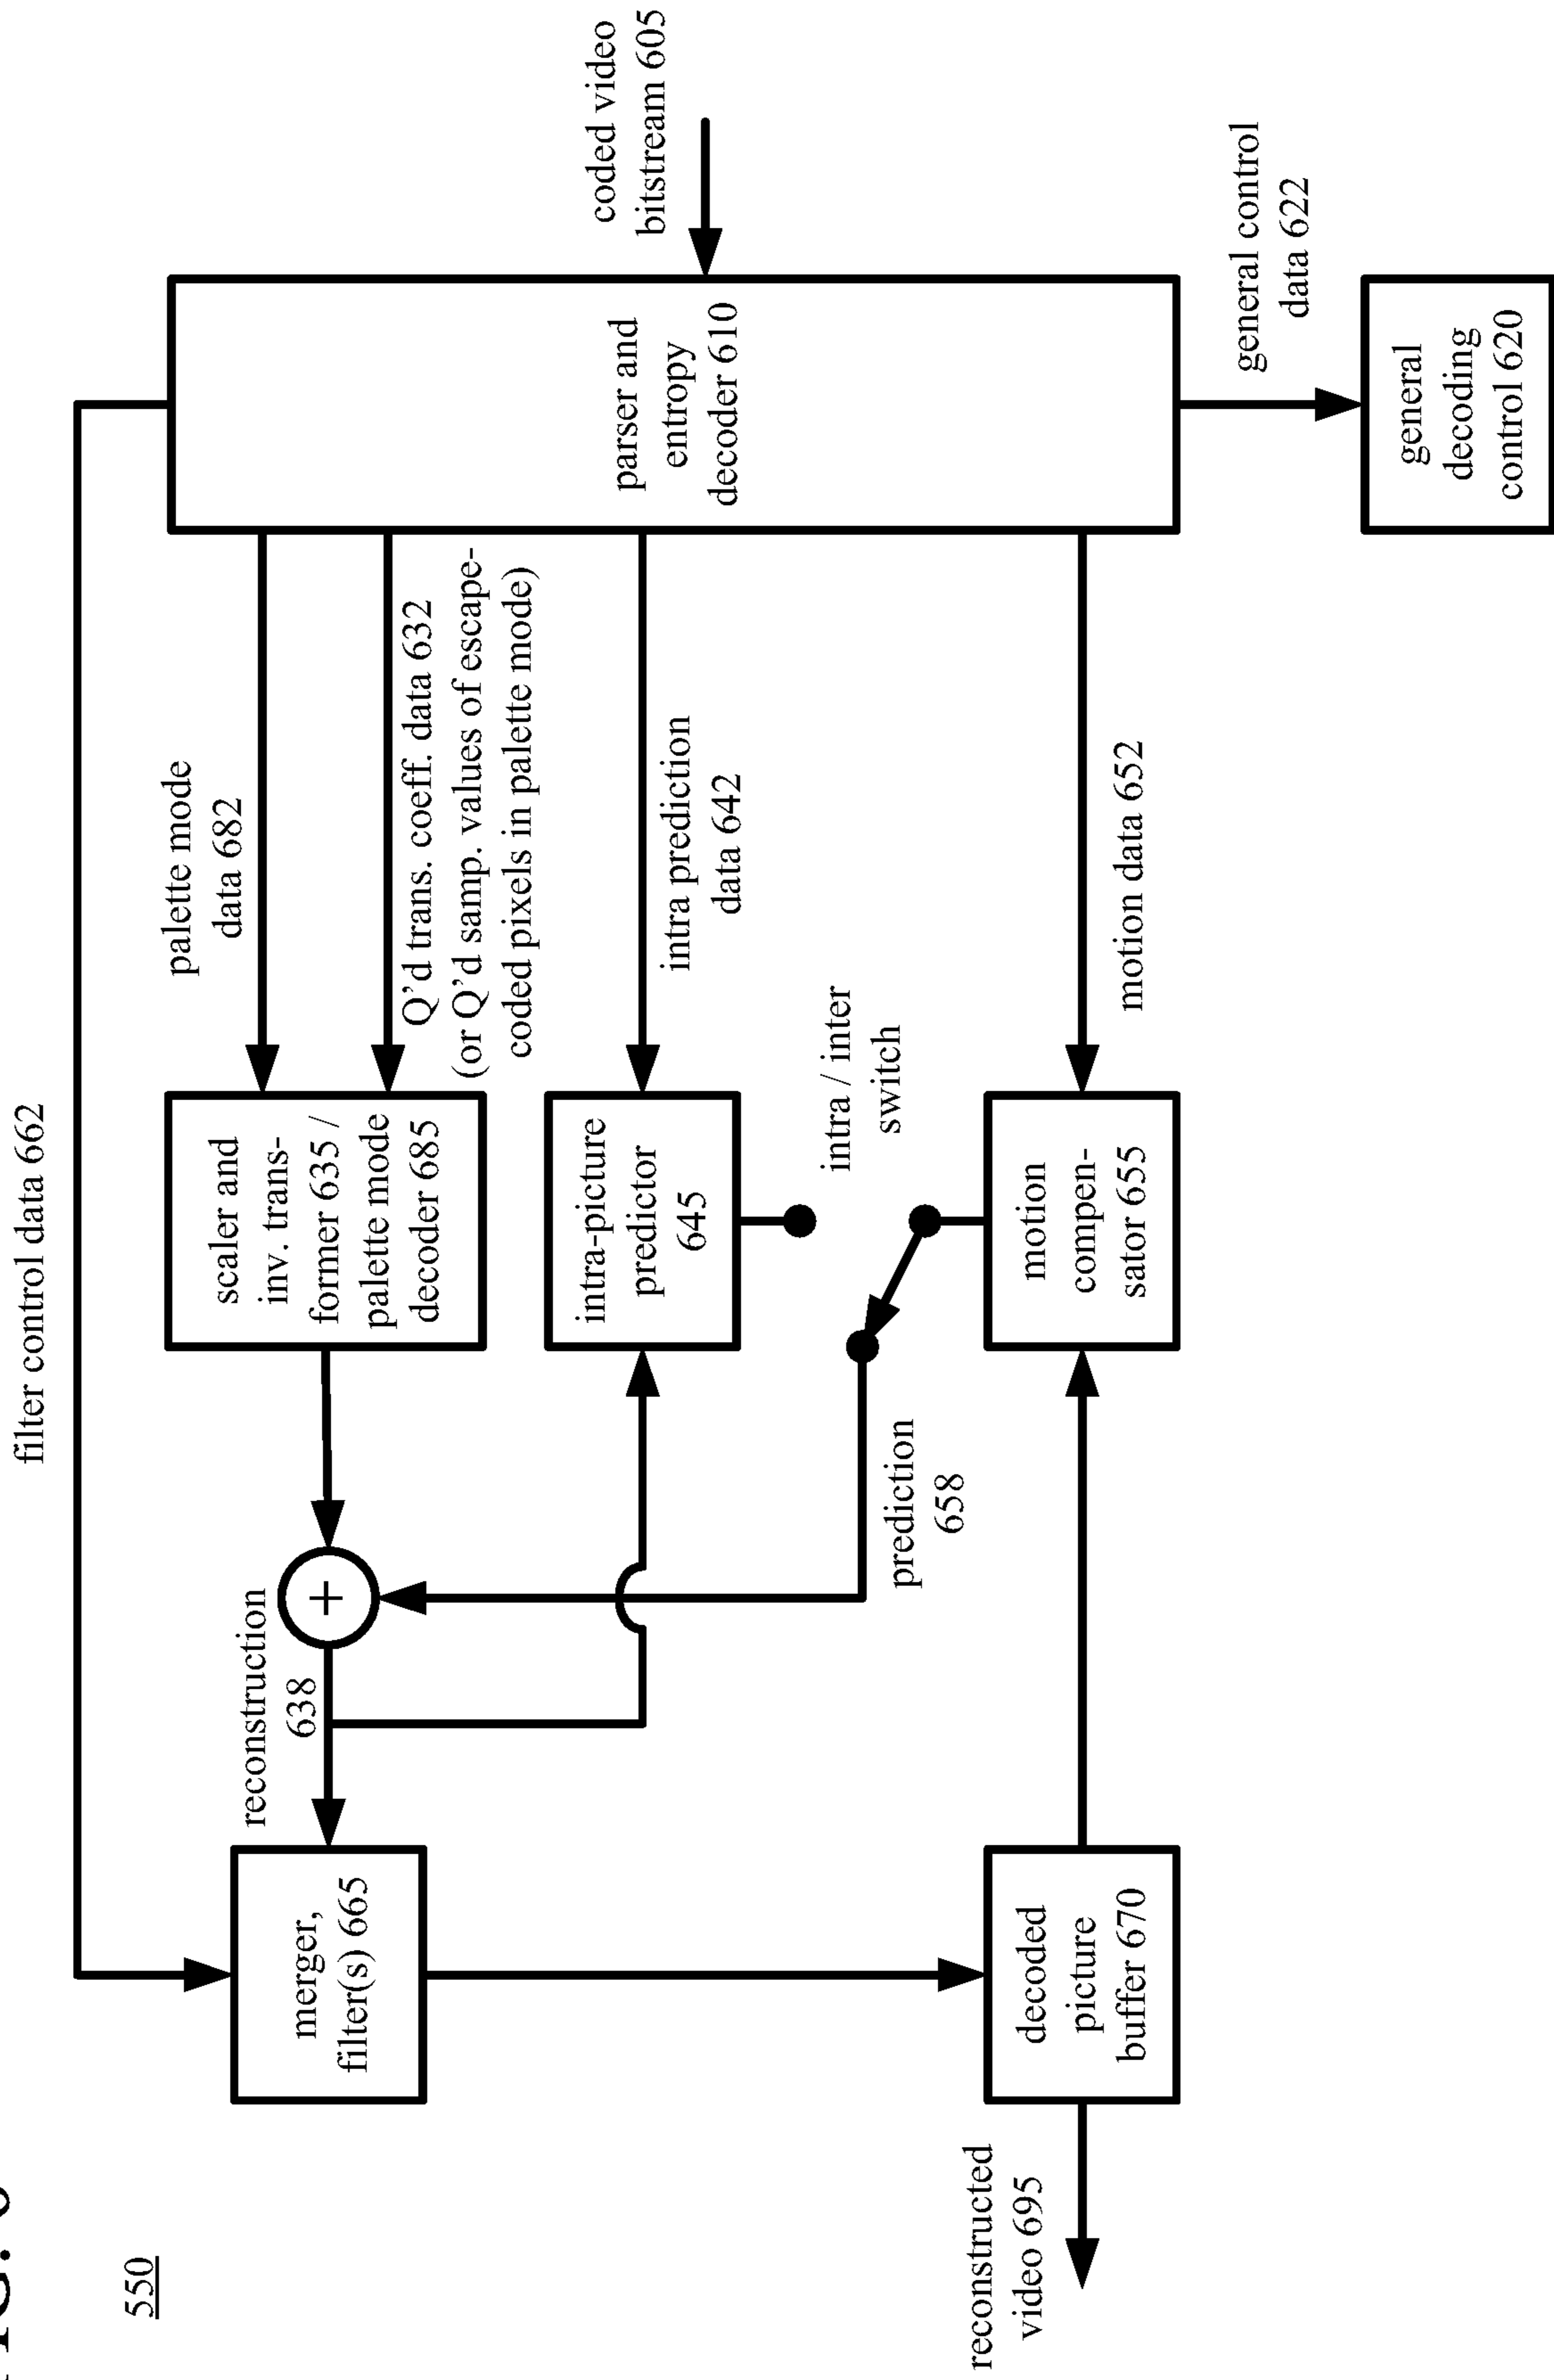 FIG. 6
550
filter control data 662
palette mode
data 682
Q’d trans. coeff. data 632
(or Q’d samp. values of escape-
coded pixels in palette mode)
coded video
bitstream 605
parser and
entropy
decoder 610
scaler and
inv. trans-
former 635 /
palette mode
decoder 685
reconstruction
638
+
merger,
filter(s) 665
intra prediction
data 642
intra-picture
predictor
645
intra / inter
switch
prediction
658
motion data 652
motion
compen-
sator 655
decoded
picture
buffer 670
reconstructed
video 695
general control
data 622
general
decoding
control 620